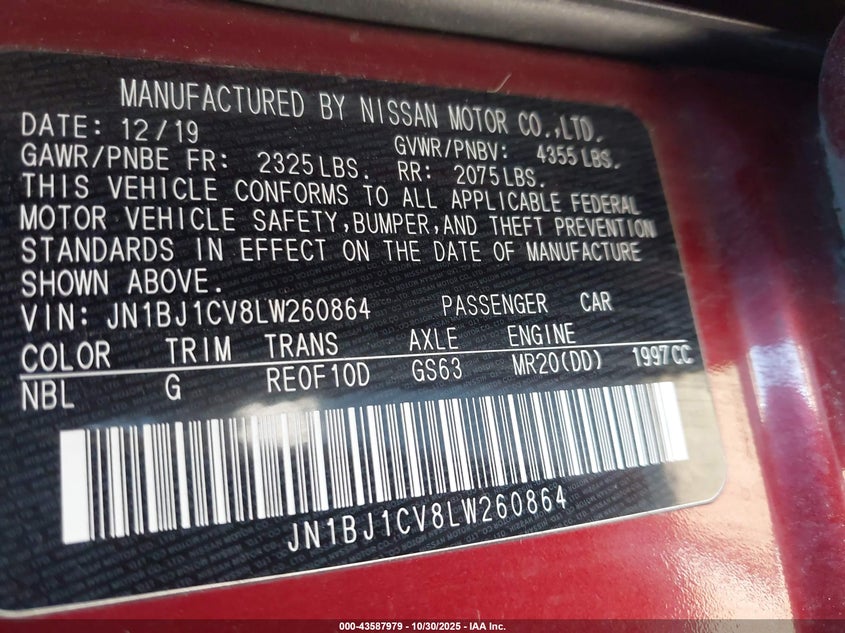 MANUFACTURED BY NISSAN MOTOR CO.,LTD.
DATE: 12/19 GVWR/PNBV: 4355LBS.
GAWR/PNBE FR: 2325LBS. RR: 2075LBS.
THIS VEHICLE CONFORMS TO ALL APPLICABLE FEDERAL
MOTOR VEHICLE SAFETY,BUMPER,AND THEFT PREVENTION
STANDARDS IN EFFECT ON THE DATE OF MANUFACTURE
SHOWN ABOVE.
VIN: JN1BJ1CV8LW260864 PASSENGER CAR
COLOR TRIM TRANS AXLE ENGINE
NBL G RE0F10D GS63 MR20(DD) 1997CC
JN1BJ1CV8LW260864
000-43587979 - 10/30/2025 - IAA Inc.